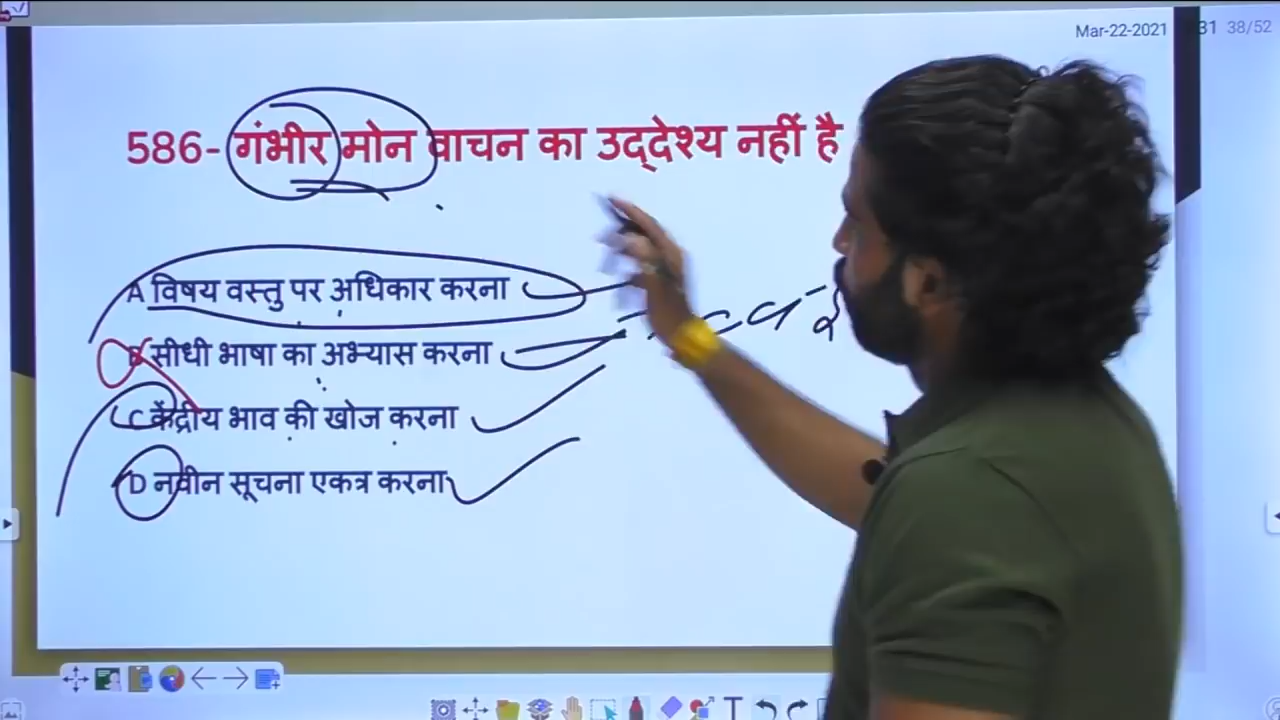 Mar-22-2021 31 38/52
586- गंभीर मोन वाचन का उद्देश्य नहीं है
A विषय वस्तु पर अधिकार करना
B सीधी भाषा का अभ्यास करना
C केंद्रीय भाव की खोज करना
D नवीन सूचना एकत्र करना